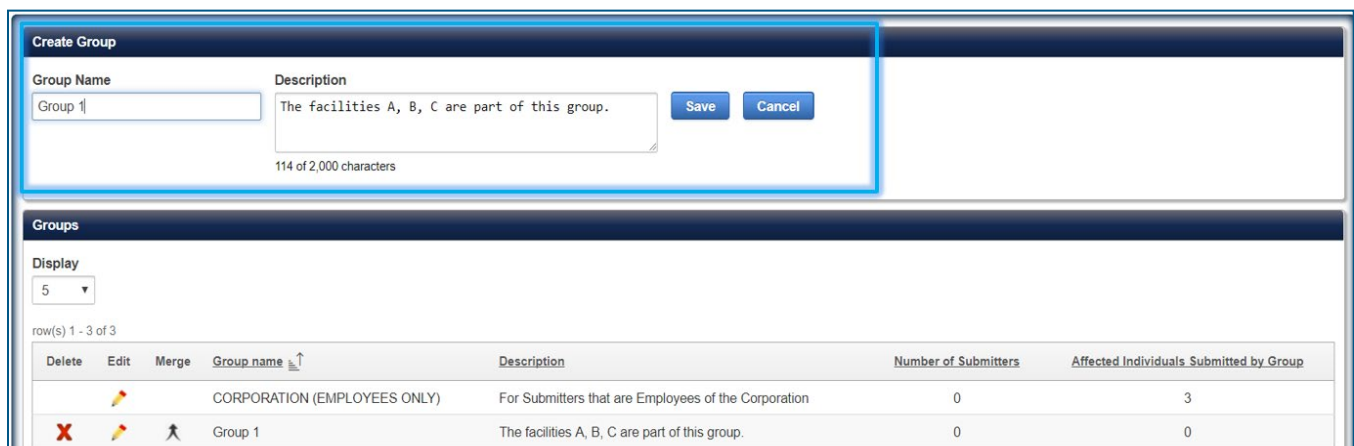 Create Group
Group Name Description
Group 1 The facilities A, B, C are part of this group. Save Cancel
114 of 2,000 characters
Groups
Display
5
row(s) 1 - 3 of 3
Delete Edit Merge Group name Description Number of Submitters Affected Individuals Submitted by Group
CORPORATION (EMPLOYEES ONLY) For Submitters that are Employees of the Corporation 0 3
Group 1 The facilities A, B, C are part of this group. 0 0